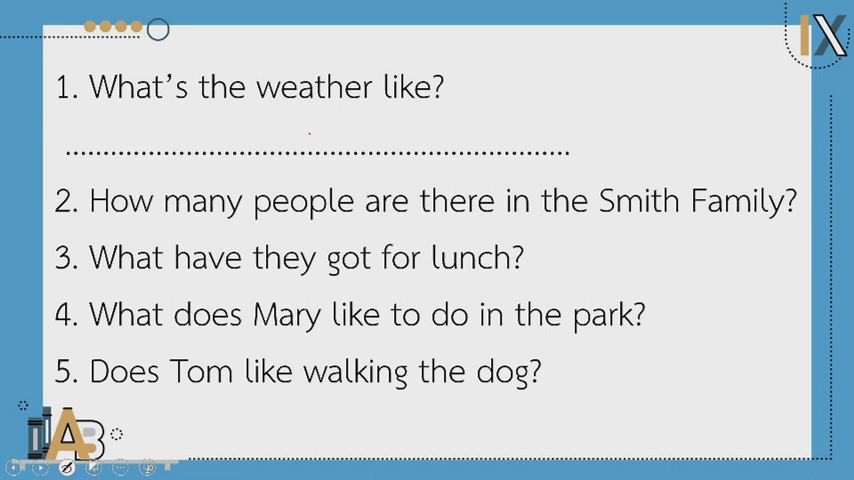 IX
1. What's the weather like?
...................................................................
2. How many people are there in the Smith Family?
3. What have they got for lunch?
4. What does Mary like to do in the park?
5. Does Tom like walking the dog?
AB